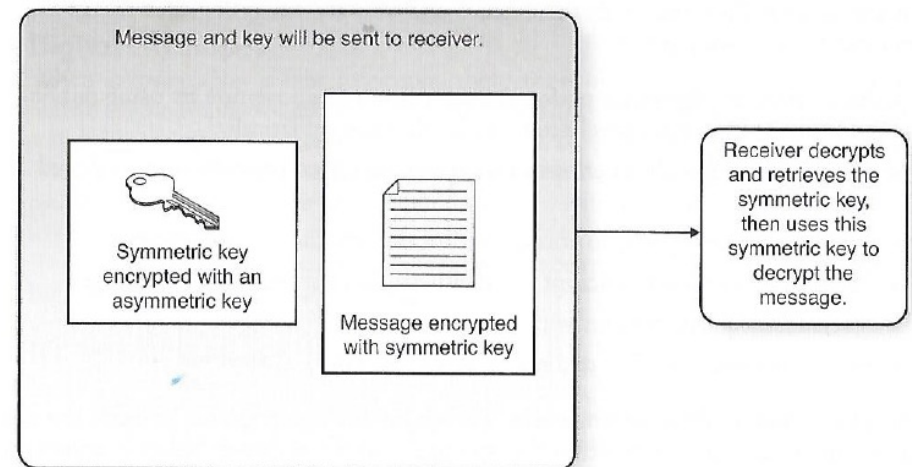 Message and key will be sent to receiver.
Symmetric key
encrypted with an
asymmetric key
Message encrypted
with symmetric key
Receiver decrypts
and retrieves the
symmetric key,
then uses this
symmetric key to
decrypt the
message.